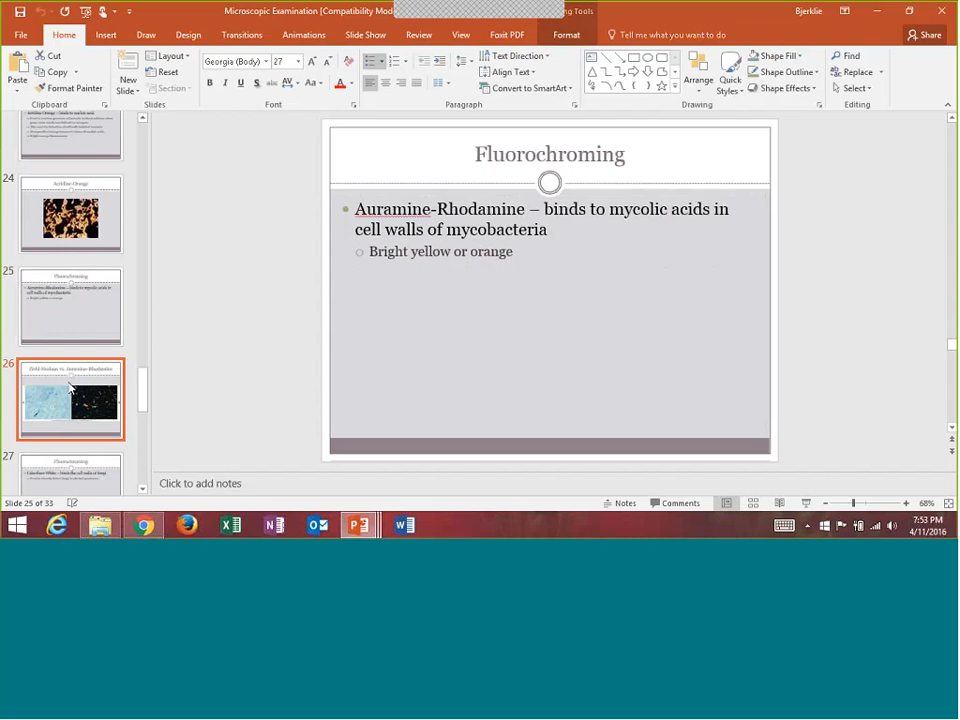 Microscopic Examination [Compatibility Mod
ing Tools
Bjerklie
File
Home
Insert
Draw
Design
Transitions
Animations
Slide Show
Review
View
Foxit PDF
Format
Tell me what you want to do
Share
Paste
Cut
Copy
Format Painter
Clipboard
New
Slide
Layout
Reset
Section
Slides
Georgia (Body)
27
Font
Text Direction
Align Text
Convert to SmartArt
Paragraph
Arrange
Quick
Styles
Shape Fill
Shape Outline
Shape Effects
Drawing
Find
Replace
Select
Editing
24
Acridine Orange
25
Fluorochroming
26
27
Fluorochroming
Fluorochroming
Auramine-Rhodamine – binds to mycolic acids in
cell walls of mycobacteria
Bright yellow or orange
Click to add notes
Slide 25 of 33
Notes
Comments
68%
7:53 PM
4/11/2016